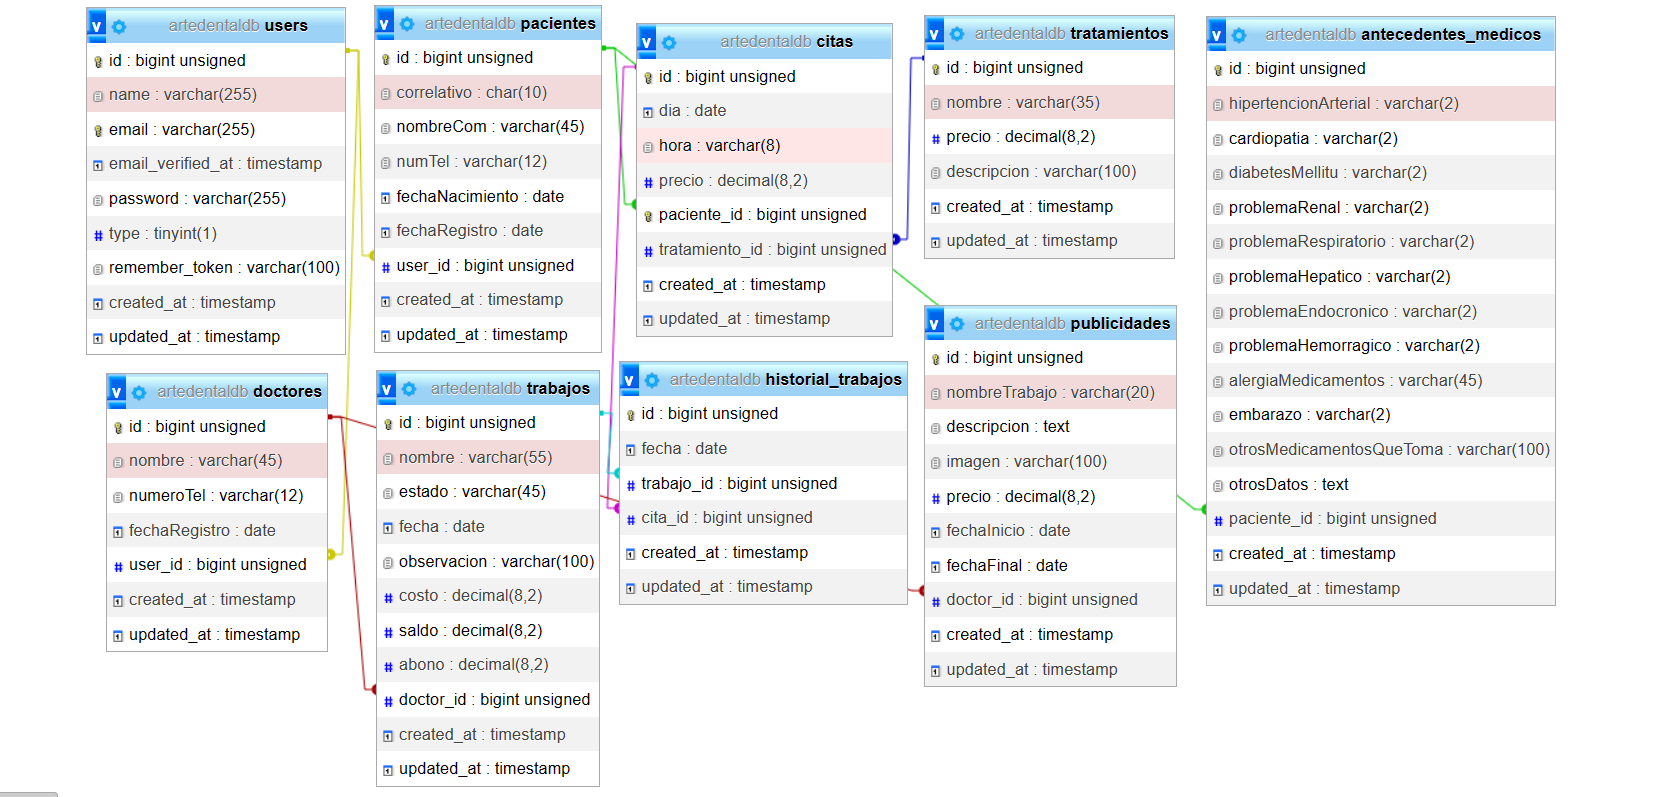 artedentaldb users
id : bigint unsigned
name : varchar(255)
email : varchar(255)
email_verified_at : timestamp
password : varchar(255)
type : tinyint(1)
remember_token : varchar(100)
created_at : timestamp
updated_at : timestamp
artedentaldb pacientes
id : bigint unsigned
correlativo : char(10)
nombreCom : varchar(45)
numTel : varchar(12)
fechaNacimiento : date
fechaRegistro : date
user_id : bigint unsigned
created_at : timestamp
updated_at : timestamp
artedentaldb citas
id : bigint unsigned
dia : date
hora : varchar(8)
precio : decimal(8,2)
paciente_id : bigint unsigned
tratamiento_id : bigint unsigned
created_at : timestamp
updated_at : timestamp
artedentaldb tratamientos
id : bigint unsigned
nombre : varchar(35)
precio : decimal(8,2)
descripcion : varchar(100)
created_at : timestamp
updated_at : timestamp
artedentaldb antecedentes_medicos
id : bigint unsigned
hipertencionArterial : varchar(2)
cardiopatia : varchar(2)
diabetesMellitu : varchar(2)
problemaRenal : varchar(2)
problemaRespiratorio : varchar(2)
problemaHepatico : varchar(2)
problemaEndocronico : varchar(2)
problemaHemorragico : varchar(2)
alergiaMedicamentos : varchar(45)
embarazo : varchar(2)
otrosMedicamentosQueToma : varchar(100)
otrosDatos : text
paciente_id : bigint unsigned
created_at : timestamp
updated_at : timestamp
artedentaldb doctores
id : bigint unsigned
nombre : varchar(45)
numeroTel : varchar(12)
fechaRegistro : date
user_id : bigint unsigned
created_at : timestamp
updated_at : timestamp
artedentaldb trabajos
id : bigint unsigned
nombre : varchar(55)
estado : varchar(45)
fecha : date
observacion : varchar(100)
costo : decimal(8,2)
saldo : decimal(8,2)
abono : decimal(8,2)
doctor_id : bigint unsigned
created_at : timestamp
updated_at : timestamp
artedentaldb historial_trabajos
id : bigint unsigned
fecha : date
trabajo_id : bigint unsigned
cita_id : bigint unsigned
created_at : timestamp
updated_at : timestamp
artedentaldb publicidades
id : bigint unsigned
nombreTrabajo : varchar(20)
descripcion : text
imagen : varchar(100)
precio : decimal(8,2)
fechaInicio : date
fechaFinal : date
doctor_id : bigint unsigned
created_at : timestamp
updated_at : timestamp